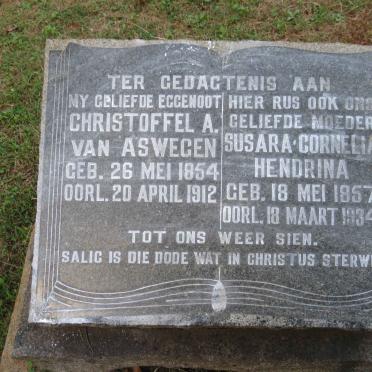 TER GEDAGTENIS AAN
MY GELIEFDE EGGENOOT
CHRISTOFFEL A.
VAN ASWEGEN
GEB. 26 MEI 1854
OORL. 20 APRIL 1912
HIER RUS OOK ONS
GELIEFDE MOEDER
SUSARA CORNELIA
HENDRINA
GEB. 18 MEI 1857
OORL. 18 MAART 1934
TOT ONS WEER SIEN.
SALIG IS DIE DODE WAT IN CHRISTUS